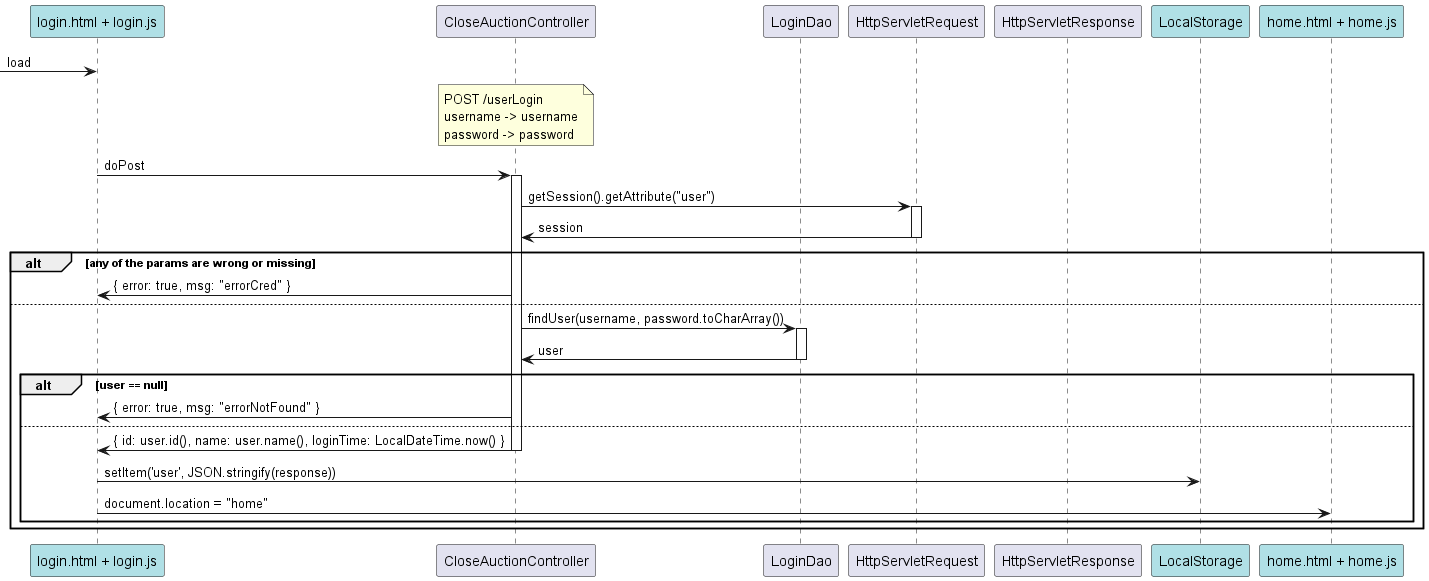 login.html + login.js
CloseAuctionController
LoginDao
HttpServletRequest
HttpServletResponse
LocalStorage
home.html + home.js
load
POST /userLogin
username -> username
password -> password
doPost
getSession().getAttribute("user")
session
alt
[any of the params are wrong or missing]
{ error: true, msg: "errorCred" }
findUser(username, password.toCharArray())
user
alt
[user == null]
{ error: true, msg: "errorNotFound" }
{ id: user.id(), name: user.name(), loginTime: LocalDateTime.now() }
setItem('user', JSON.stringify(response))
document.location = "home"
login.html + login.js
CloseAuctionController
LoginDao
HttpServletRequest
HttpServletResponse
LocalStorage
home.html + home.js